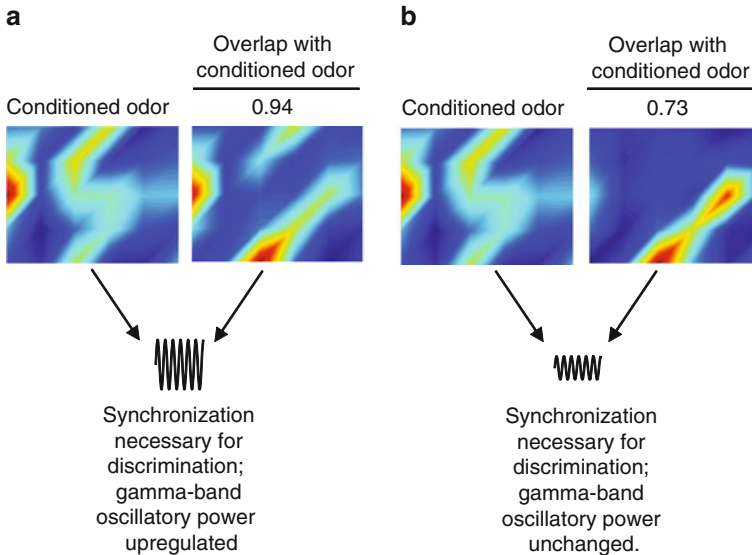 a
Overlap with
conditioned odor
Conditioned odor
0.94
Synchronization
necessary for
discrimination;
gamma-band
oscillatory power
upregulated
b
Overlap with
conditioned odor
Conditioned odor
0.73
Synchronization
necessary for
discrimination;
gamma-band
oscillatory power
unchanged.